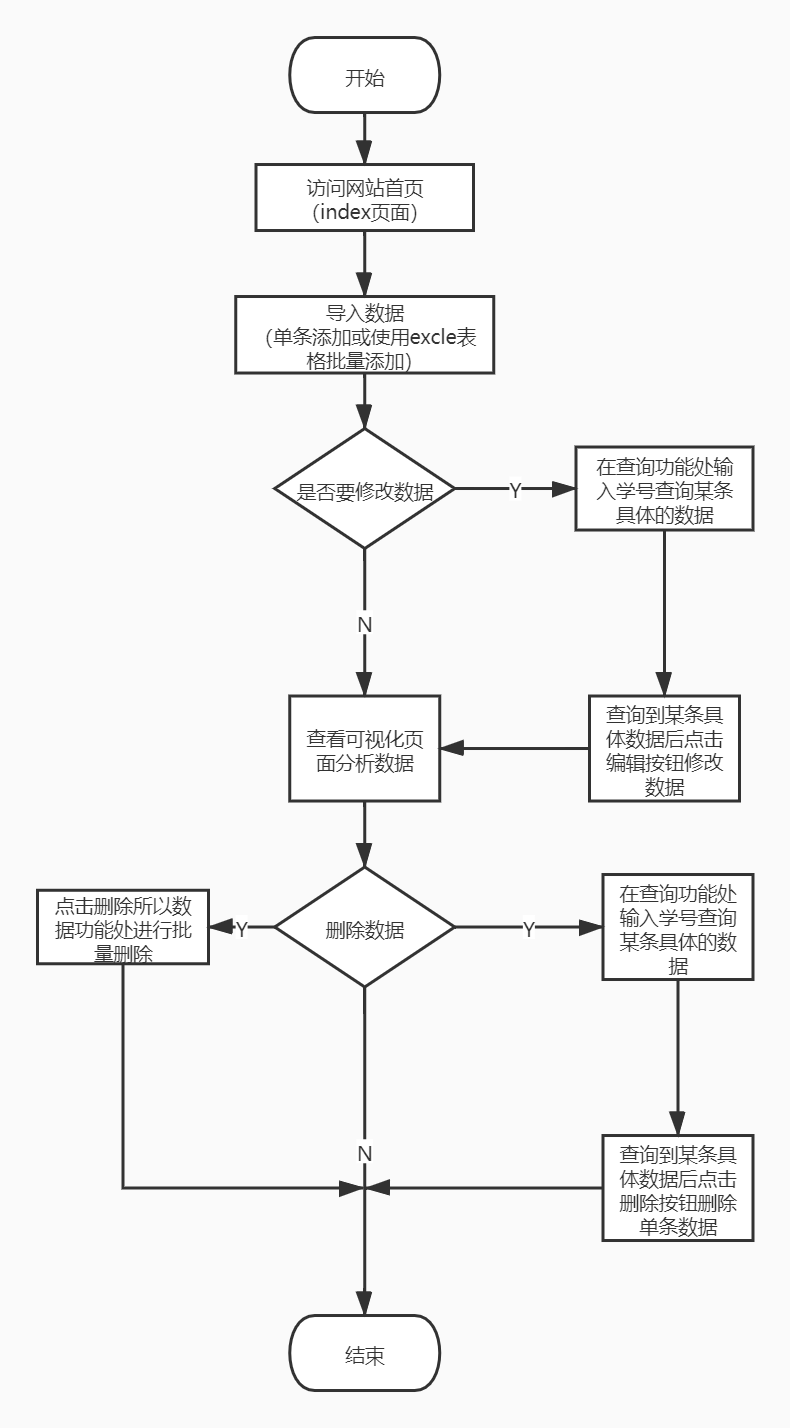 开始
访问网站首页
（index页面）
导入数据
（单条添加或使用excle表
格批量添加）
是否要修改数据
Y
在查询功能处输
入学号查询某条
具体的数据
N
查看可视化页
面分析数据
查询到某条具
体数据后点击
编辑按钮修改
数据
点击删除所以数
据功能处进行批
量删除
Y
删除数据
Y
在查询功能处
输入学号查询
某条具体的数
据
N
查询到某条具
体数据后点击
删除按钮删除
单条数据
结束